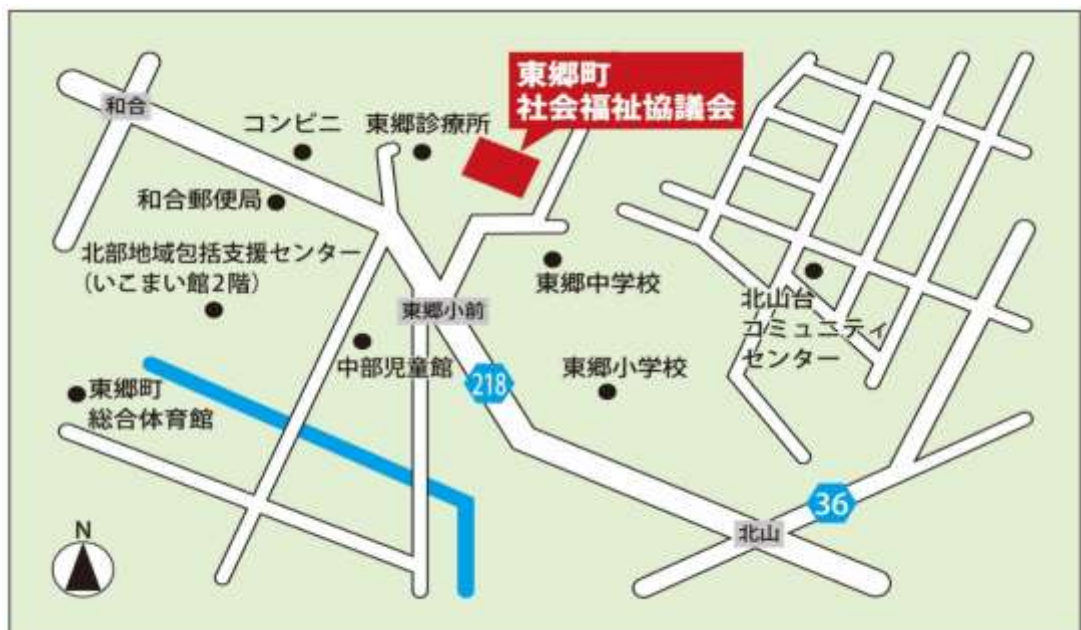 東郷町
社会福祉協議会
和合
コンビニ
東郷診療所
和合郵便局
北部地域包括支援センター
(いこまい館2階)
東郷中学校
北山台
コミュニティ
センター
東郷小前
中部児童館
218
東郷小学校
東郷町
総合体育館
36
北山
N